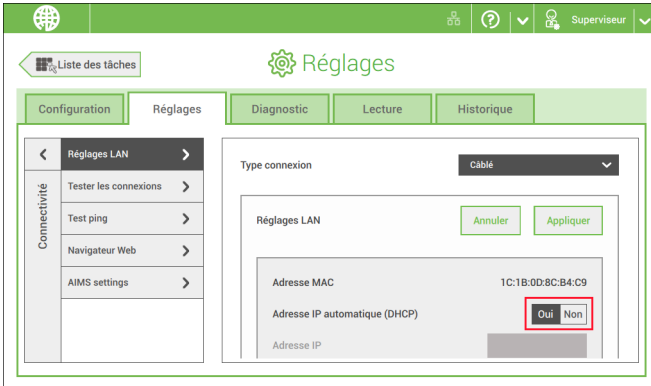 Superviseur
Liste des tâches
Réglages
Configuration
Réglages
Diagnostic
Lecture
Historique
Connectivité
Réglages LAN
Tester les connexions
Test ping
Navigateur Web
AIMS settings
Type connexion
Câblé
Réglages LAN
Annuler
Appliquer
Adresse MAC
1C:1B:0D:8C:B4:C9
Adresse IP automatique (DHCP)
Oui Non
Adresse IP